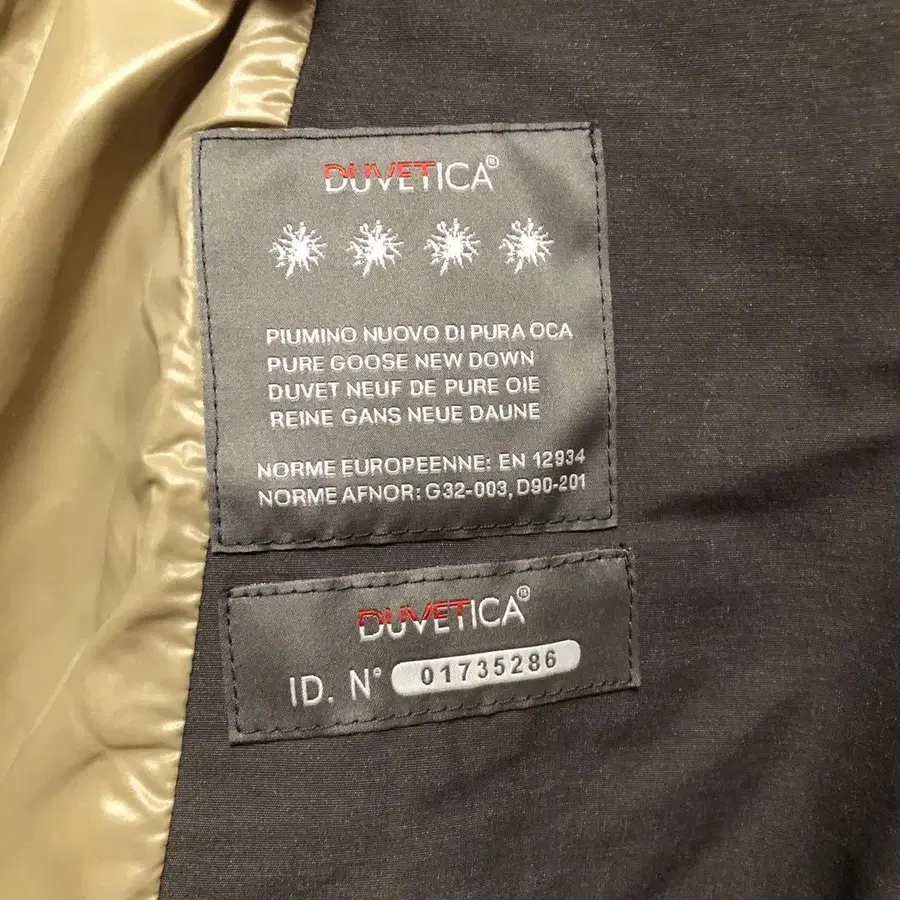 DUVETICA®
PIUMINO NUOVO DI PURA OCA
PURE GOOSE NEW DOWN
DUVET NEUF DE PURE OIE
REINE GANS NEUE DAUNE
NORME EUROPEENNE: EN 12934
NORME AFNOR: G32-003, D90-201
DUVETICA®
ID. N° 01735286